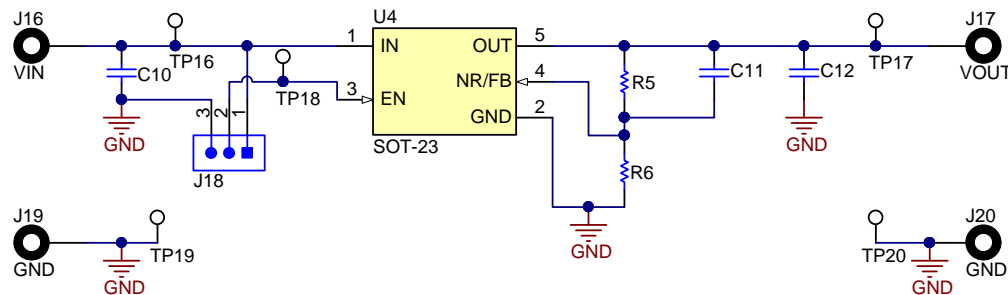 J16
VIN
TP16
C10
GND
TP18
3
2
1
J18
U4
1
IN
3
EN
OUT
5
NR/FB
4
GND
2
SOT-23
R5
R6
GND
C11
C12
GND
TP17
J17
VOUT
J19
GND
GND
TP19
TP20
GND
J20
GND